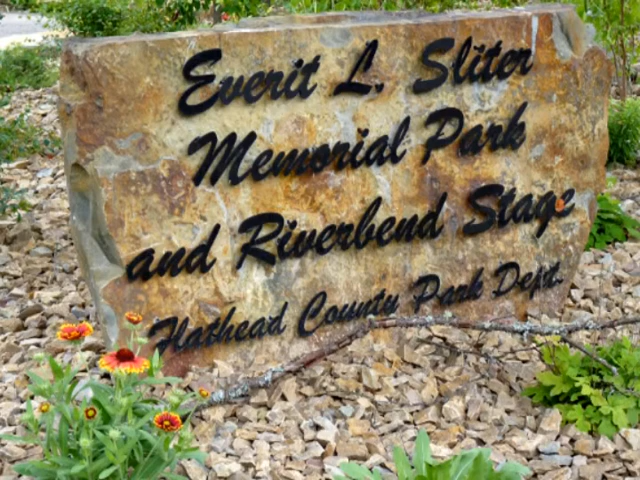 Everit L. Sliter
Memorial Park
and Riverbend Stage
Flathead County Park Dept.